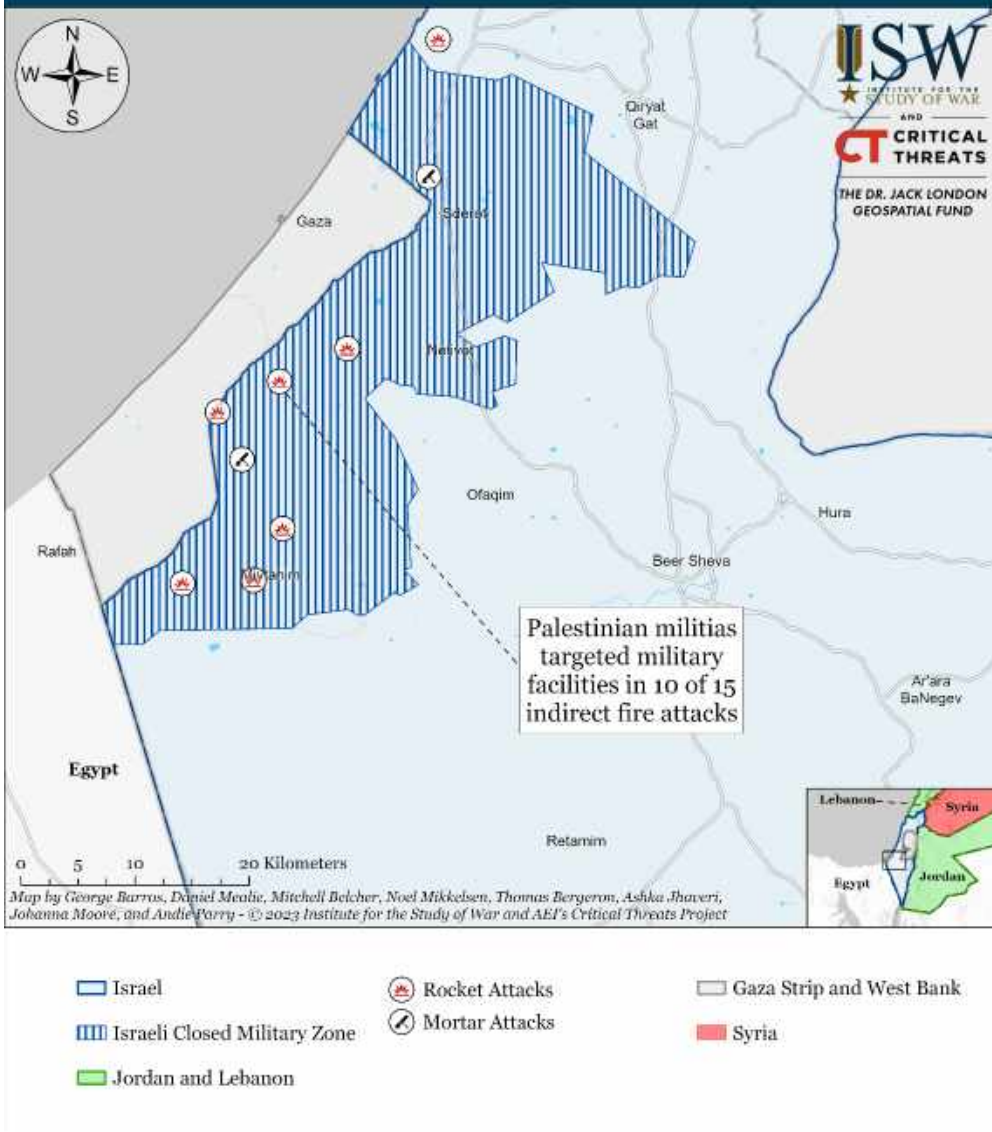 N
W
E
S
ISW
INSTITUTE FOR THE
STUDY OF WAR
AND
CT CRITICAL
THREATS
THE DR. JACK LONDON
GEOSPATIAL FUND
Qiryat
Gat
Gaza
Sderot
Netivot
Ofaqim
Hura
Rafah
Beer Sheva
Palestinian militias
targeted military
facilities in 10 of 15
indirect fire attacks
Ar'ara
BaNegev
Egypt
Retamim
Lebanon
Syria
Egypt
Jordan
0 5 10 20 Kilometers
Map by George Barros, Daniel Mealie, Mitchell Belcher, Noel Mikkelsen, Thomas Bergeron, Ashka Jhaveri,
Johanna Moore, and Andie Parry - © 2023 Institute for the Study of War and AEI's Critical Threats Project
Israel
Rocket Attacks
Gaza Strip and West Bank
Israeli Closed Military Zone
Mortar Attacks
Syria
Jordan and Lebanon